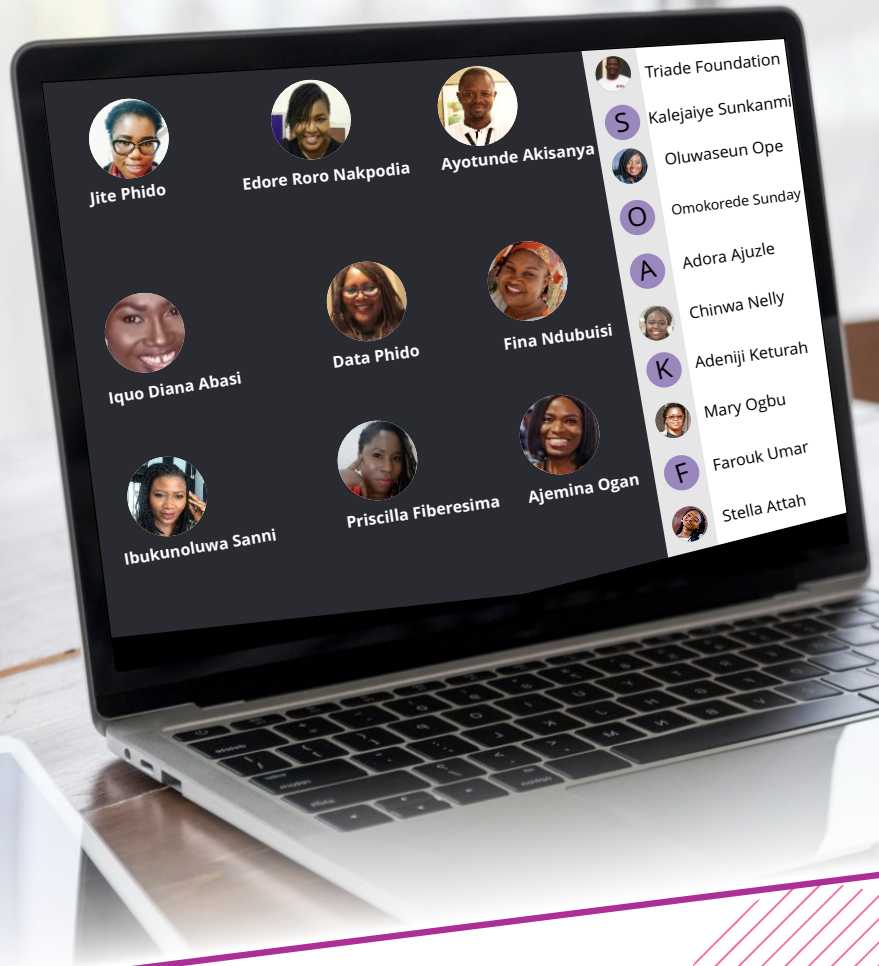 Jite Phido
Edore Roro Nakpodia
Ayotunde Akisanya
Iquo Diana Abasi
Data Phido
Fina Ndubuisi
Ibukunoluwa Sanni
Priscilla Fiberesima
Ajemina Ogan
Triade Foundation
S
Kalejaiye Sunkanmi
Oluwaseun Ope
O
Omokorede Sunday
A
Adora Ajuzle
Chinwa Nelly
K
Adeniji Keturah
Mary Ogbu
F
Farouk Umar
Stella Attah